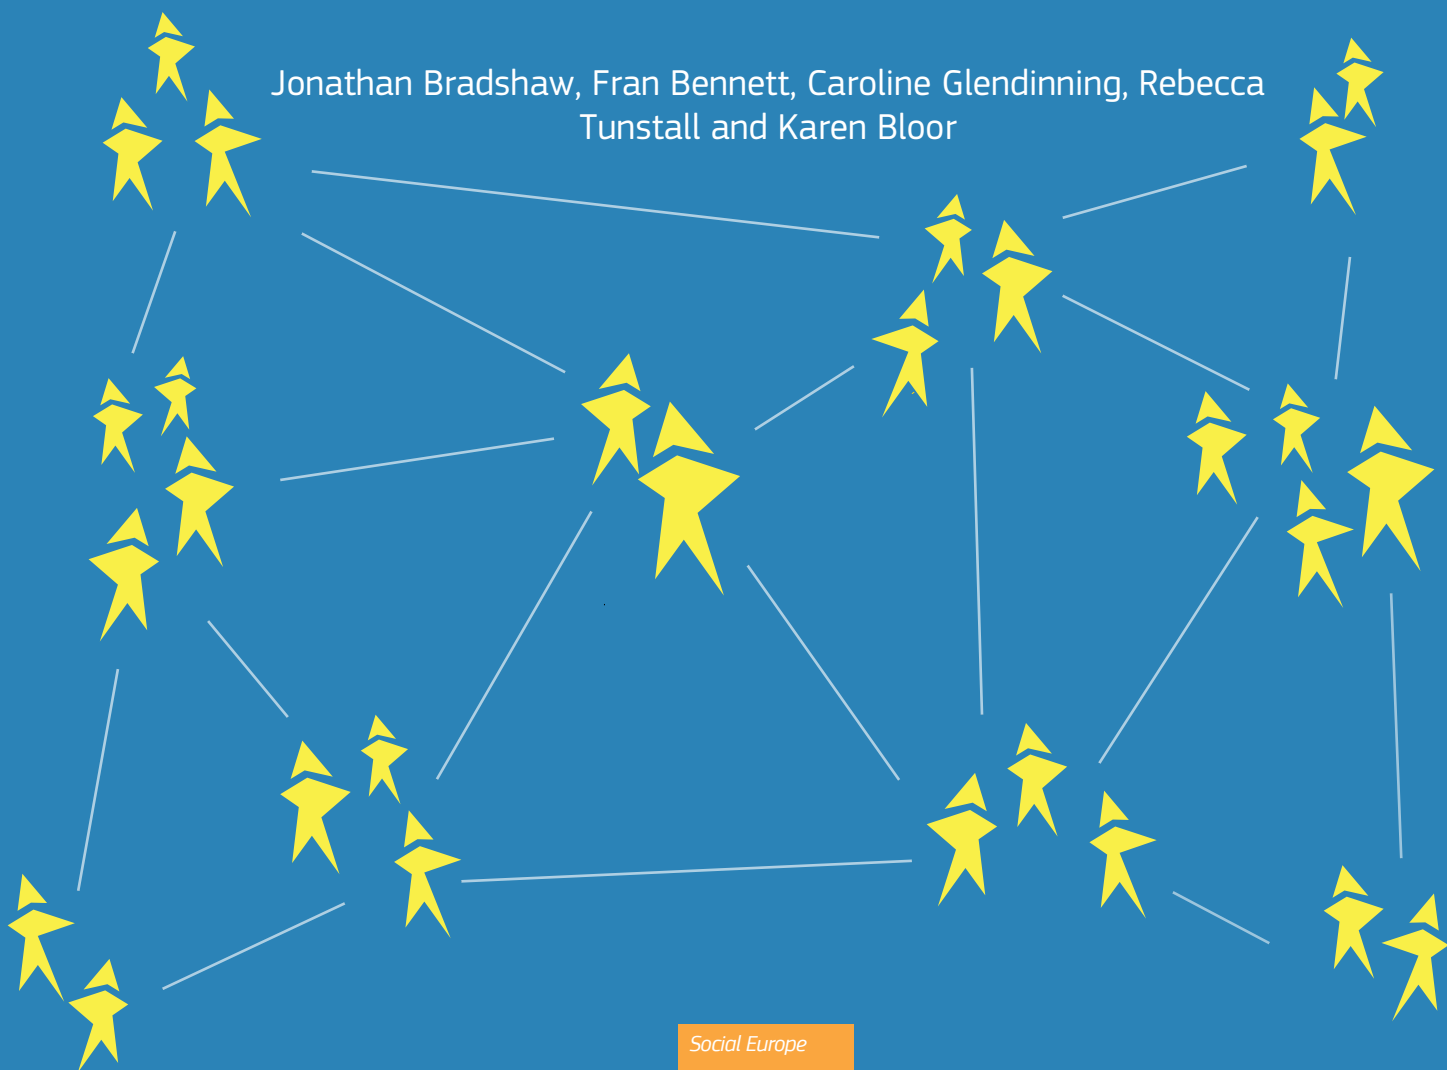 Jonathan Bradshaw, Fran Bennett, Caroline Glendinning, Rebecca
Tunstall and Karen Bloor
Social Europe